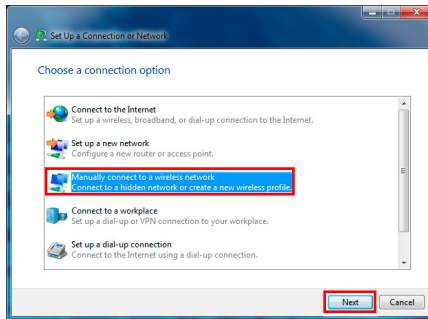 Set Up a Connection or Network
Choose a connection option
Connect to the Internet
Set up a wireless, broadband, or dial-up connection to the Internet.
Set up a new network
Configure a new router or access point.
Manually connect to a wireless network
Connect to a hidden network or create a new wireless profile.
Connect to a workplace
Set up a dial-up or VPN connection to your workplace.
Set up a dial-up connection
Connect to the Internet using a dial-up connection.
Next
Cancel